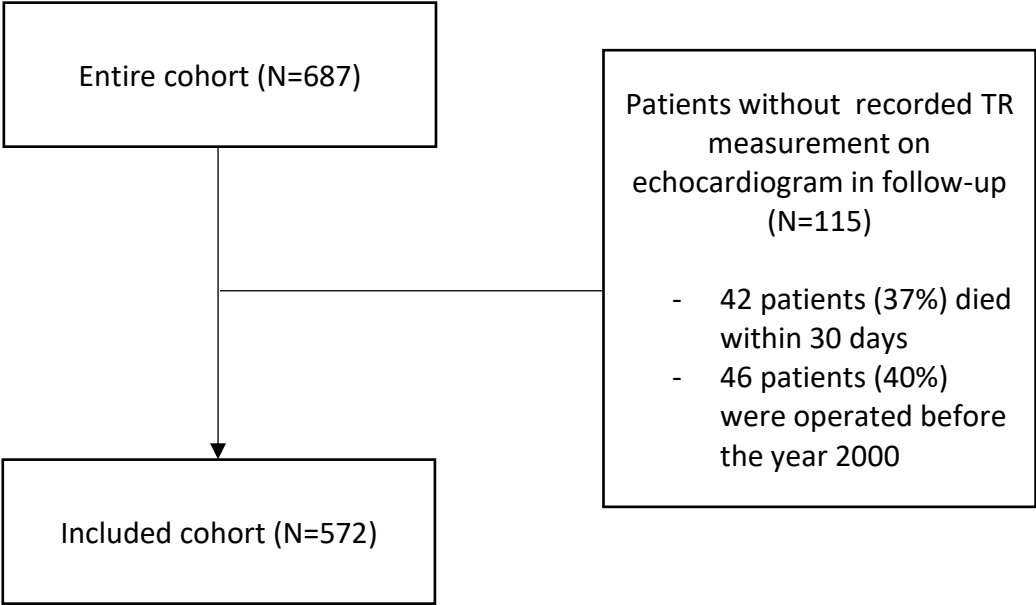 Entire cohort (N=687)
Patients without  recorded TR
measurement on
echocardiogram in follow-up
(N=115)
- 42 patients (37%) died
within 30 days
- 46 patients (40%)
were operated before
the year 2000
Included cohort (N=572)